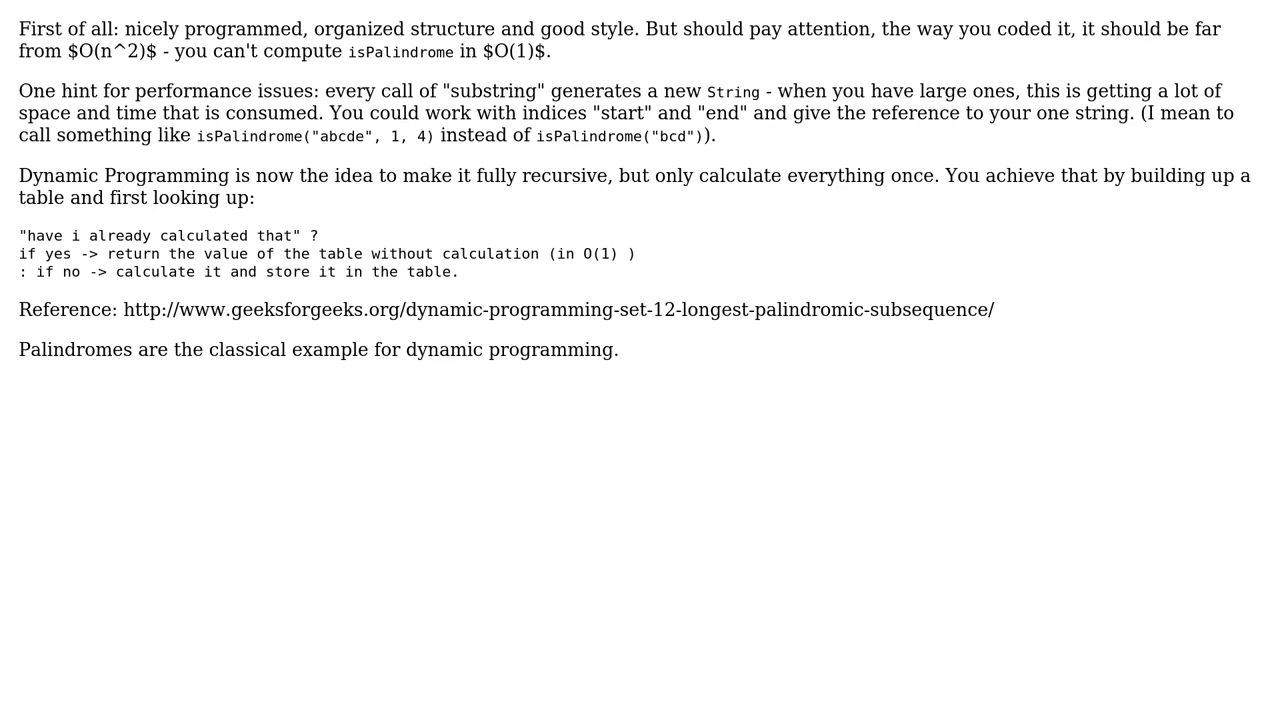 First of all: nicely programmed, organized structure and good style. But should pay attention, the way you coded it, it should be far
from $O(n^2)$ - you can't compute isPalindrome in $O(1)$.
One hint for performance issues: every call of "substring" generates a new String - when you have large ones, this is getting a lot of
space and time that is consumed. You could work with indices "start" and "end" and give the reference to your one string. (I mean to
call something like isPalindrome("abcde", 1, 4) instead of isPalindrome("bcd")).
Dynamic Programming is now the idea to make it fully recursive, but only calculate everything once. You achieve that by building up a
table and first looking up:
"have i already calculated that" ?
if yes -> return the value of the table without calculation (in O(1) )
: if no -> calculate it and store it in the table.
Reference: http://www.geeksforgeeks.org/dynamic-programming-set-12-longest-palindromic-subsequence/
Palindromes are the classical example for dynamic programming.